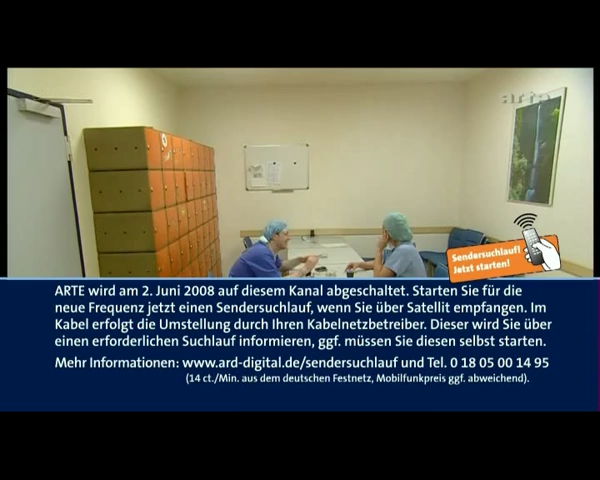 arte
Sendersuchlauf!
Jetzt starten!
ARTE wird am 2. Juni 2008 auf diesem Kanal abgeschaltet. Starten Sie für die
neue Frequenz jetzt einen Sendersuchlauf, wenn Sie über Satellit empfangen. Im
Kabel erfolgt die Umstellung durch Ihren Kabelnetzbetreiber. Dieser wird Sie über
einen erforderlichen Suchlauf informieren, ggf. müssen Sie diesen selbst starten.
Mehr Informationen: www.ard-digital.de/sendersuchlauf und Tel. 0 18 05 00 14 95
(14 ct./Min. aus dem deutschen Festnetz, Mobilfunkpreis ggf. abweichend).